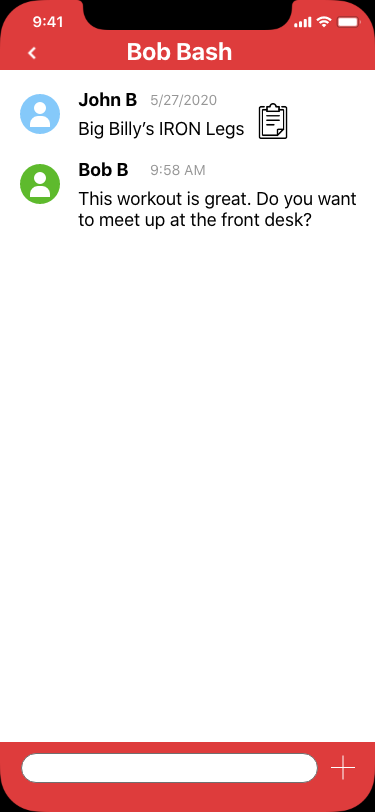 9:41
Bob Bash
John B 5/27/2020
Big Billy’s IRON Legs
Bob B 9:58 AM
This workout is great. Do you want
to meet up at the front desk?